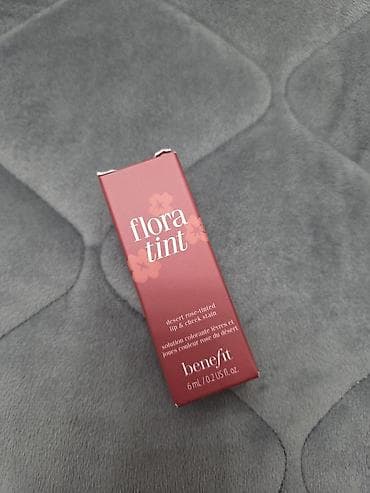 flora
tint
desert rose-tinted
lip & cheek stain
solution colorante lèvres et
joues couleur rose du désert
benefit
6 mL / 0.2 US fl. oz.